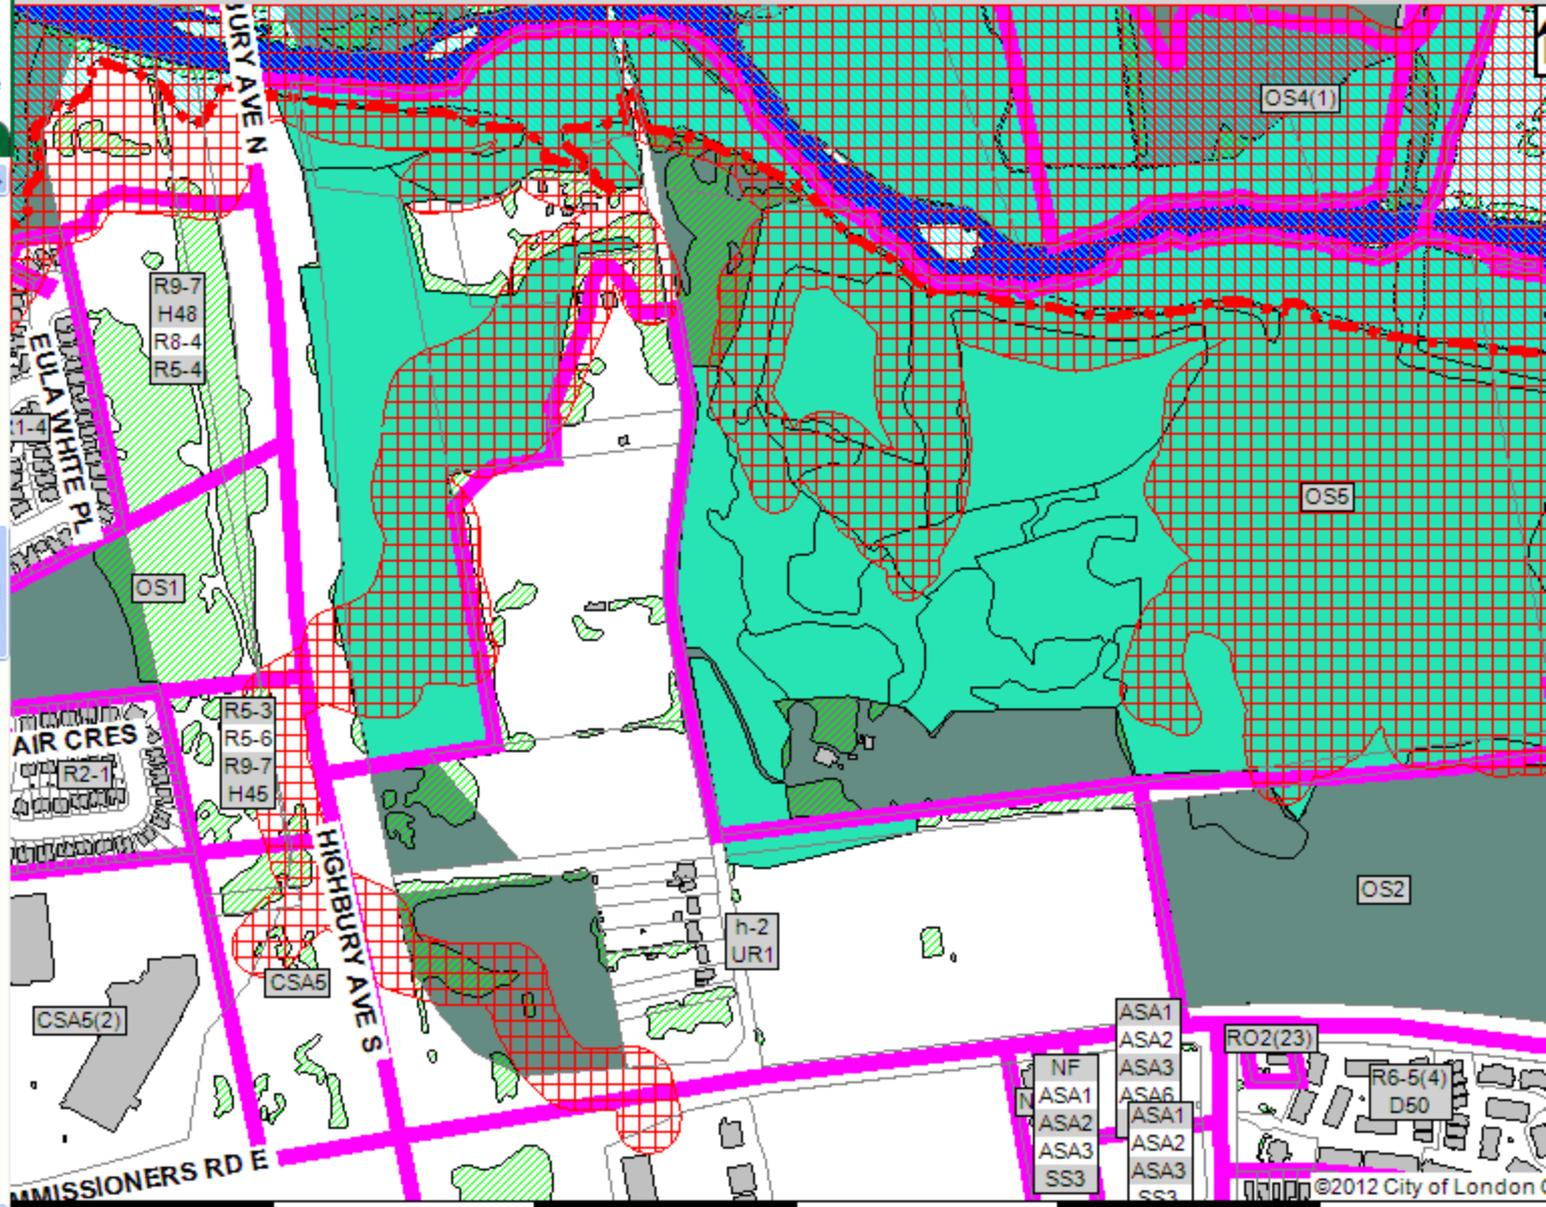 BURY AVE N
OS4(1)
R9-7
H48
R8-4
R5-4
EULA WHITE PL
R1-4
OS5
OS1
R5-3
R5-6
R9-7
H45
AIR CRES
R2-1
HIGHBURY AVE S
OS2
h-2
UR1
CSA5
CSA5(2)
ASA1
ASA2
ASA3
ASA6
RO2(23)
NF
ASA1
ASA2
ASA3
SS3
N
ASA1
ASA2
ASA3
SS3
R6-5(4)
D50
MMISSIONERS RD E
©2012 City of London